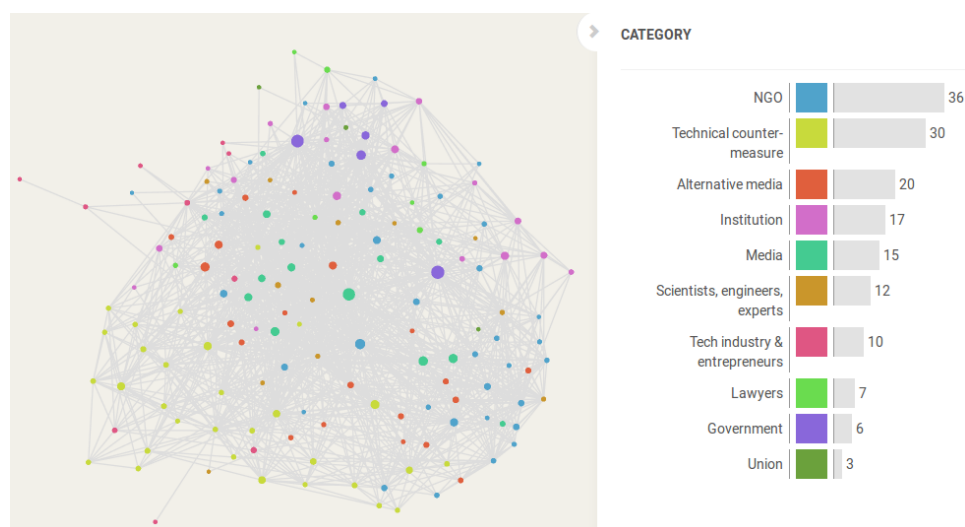 CATEGORY
NGO 36
Technical counter-
measure 30
Alternative media 20
Institution 17
Media 15
Scientists, engineers,
experts 12
Tech industry &
entrepreneurs 10
Lawyers 7
Government 6
Union 3